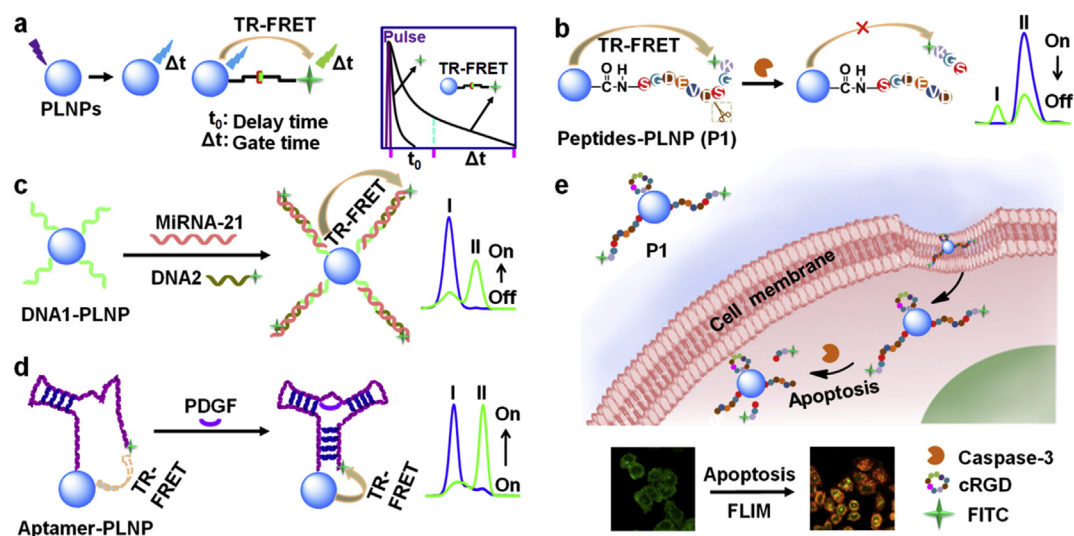 a
TR-FRET
Δt
Δt
PLNPs
t0: Delay time
Δt: Gate time
Pulse
TR-FRET
t0
Δt
b
TR-FRET
O H
C-N
S G D E V D S G K
Peptides-PLNP (P1)
O H
C-N
S G D E V D
S G K
I
II
On
Off
c
MiRNA-21
DNA2
DNA1-PLNP
TR-FRET
I
II
On
Off
d
PDGF
TR-
FRET
Aptamer-PLNP
TR-
FRET
I
II
On
On
e
P1
Cell membrane
Apoptosis
Apoptosis
FLIM
Caspase-3
cRGD
FITC